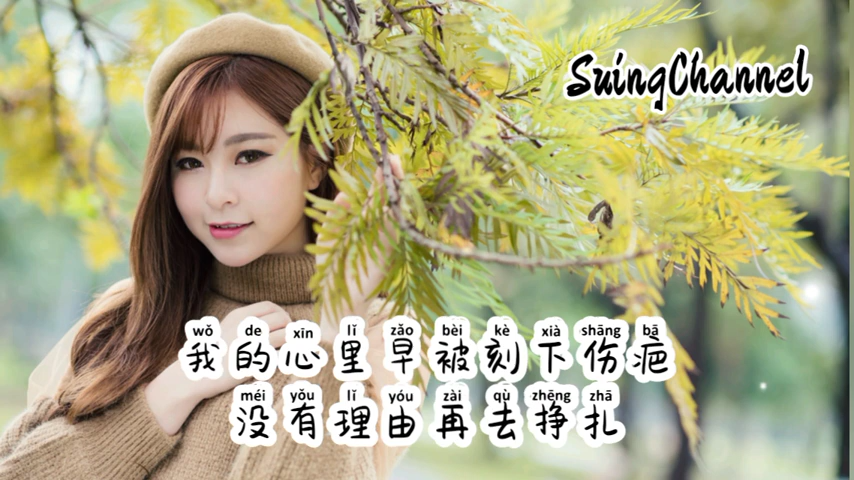 SuingChannel
wǒ de xīn lǐ zǎo bèi kè xià shāng bā
我的心里早被刻下伤疤
méi yǒu lǐ yóu zài qù zhēng zhā
没有理由再去挣扎